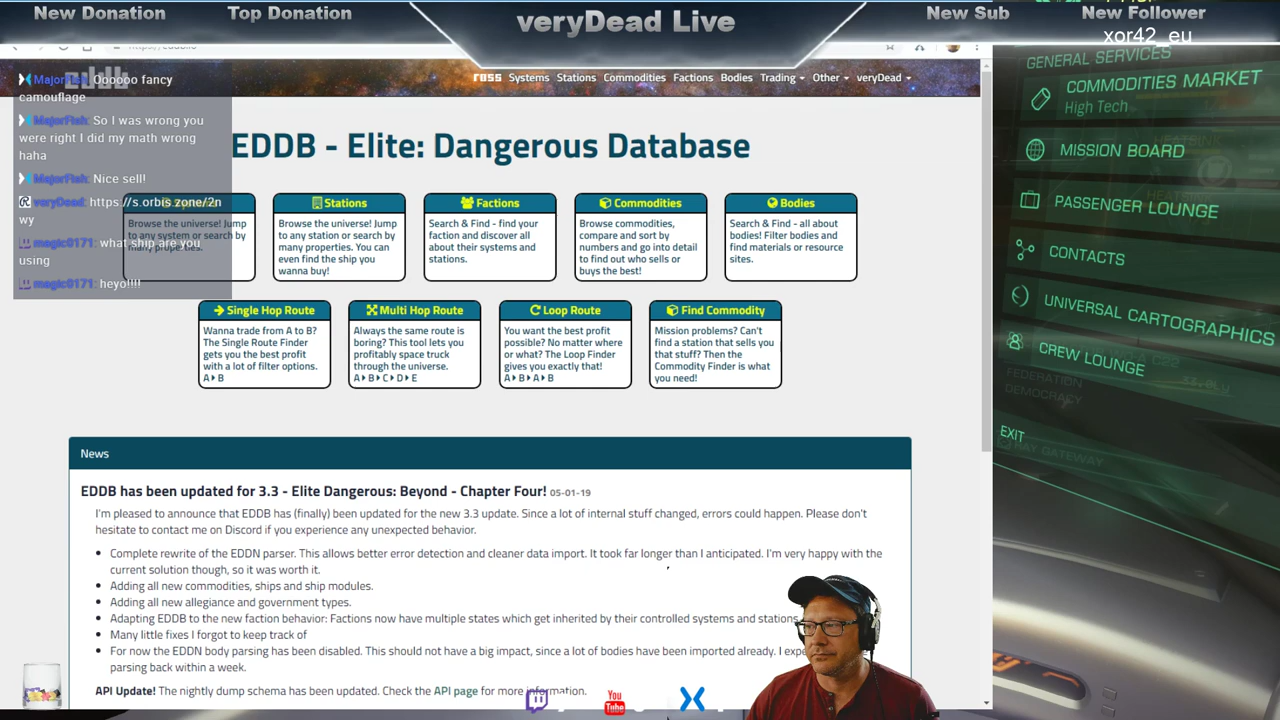 New Donation
Top Donation
veryDead Live
New Sub
New Follower
xor42_eu
ross Systems Stations Commodities Factions Bodies Trading Other veryDead
MajorFish: Oooooo fancy
camouflage
MajorFish: So I was wrong you
were right I did my math wrong
haha
MajorFish: Nice sell!
veryDead: https://s.orbis.zone/2n
wy
magic0171: what ship are you
using
magic0171: heyo!!!!
EDDB - Elite: Dangerous Database
Browse the universe! Jump
to any system or search by
many properties.
Stations
Browse the universe! Jump
to any station or search by
many properties. You can
even find the ship you
wanna buy!
Factions
Search & Find - find your
faction and discover all
about their systems and
stations.
Commodities
Browse commodities,
compare and sort by
numbers and go into detail
to find out who sells or
buys the best!
Bodies
Search & Find - all about
bodies! Filter bodies and
find materials or resource
sites.
Single Hop Route
Wanna trade from A to B?
The Single Route Finder
gets you the best profit
with a lot of filter options.
A B
Multi Hop Route
Always the same route is
boring? This tool lets you
profitably space truck
through the universe.
A B C D E
Loop Route
You want the best profit
possible? No matter where
or what? The Loop Finder
gives you exactly that!
A B A B
Find Commodity
Mission problems? Can't
find a station that sells you
that stuff? Then the
Commodity Finder is what
you need!
News
EDDB has been updated for 3.3 - Elite Dangerous: Beyond - Chapter Four! 05-01-19
I'm pleased to announce that EDDB has (finally) been updated for the new 3.3 update. Since a lot of internal stuff changed, errors could happen. Please don't
hesitate to contact me on Discord if you experience any unexpected behavior.
Complete rewrite of the EDDN parser. This allows better error detection and cleaner data import. It took far longer than I anticipated. I'm very happy with the
current solution though, so it was worth it.
Adding all new commodities, ships and ship modules.
Adding all new allegiance and government types.
Adapting EDDB to the new faction behavior: Factions now have multiple states which get inherited by their controlled systems and stations.
Many little fixes I forgot to keep track of
For now the EDDN body parsing has been disabled. This should not have a big impact, since a lot of bodies have been imported already. I
parsing back within a week.
API Update! The nightly dump schema has been updated. Check the API page for more information.
You Tube
GENERAL SERVICES
COMMODITIES MARKET
High Tech
MISSION BOARD
PASSENGER LOUNGE
CONTACTS
UNIVERSAL CARTOGRAPHICS
CREW LOUNGE
FEDERATION
DEMOCRACY
EXIT